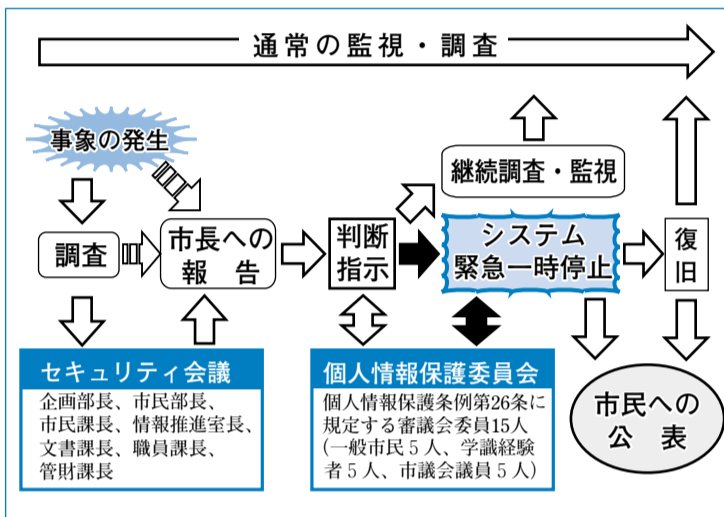 通常の監視・調査
事象の発生
継続調査・監視
調査
市長への
報告
判断
指示
システム
緊急一時停止
復
旧
セキュリティ会議
企画部長、市民部長、
市民課長、情報推進室長、
文書課長、職員課長、
管財課長
個人情報保護委員会
個人情報保護条例第26条に
規定する審議会委員15人
(一般市民5人、学識経験
者5人、市議会議員5人)
市民への
公表